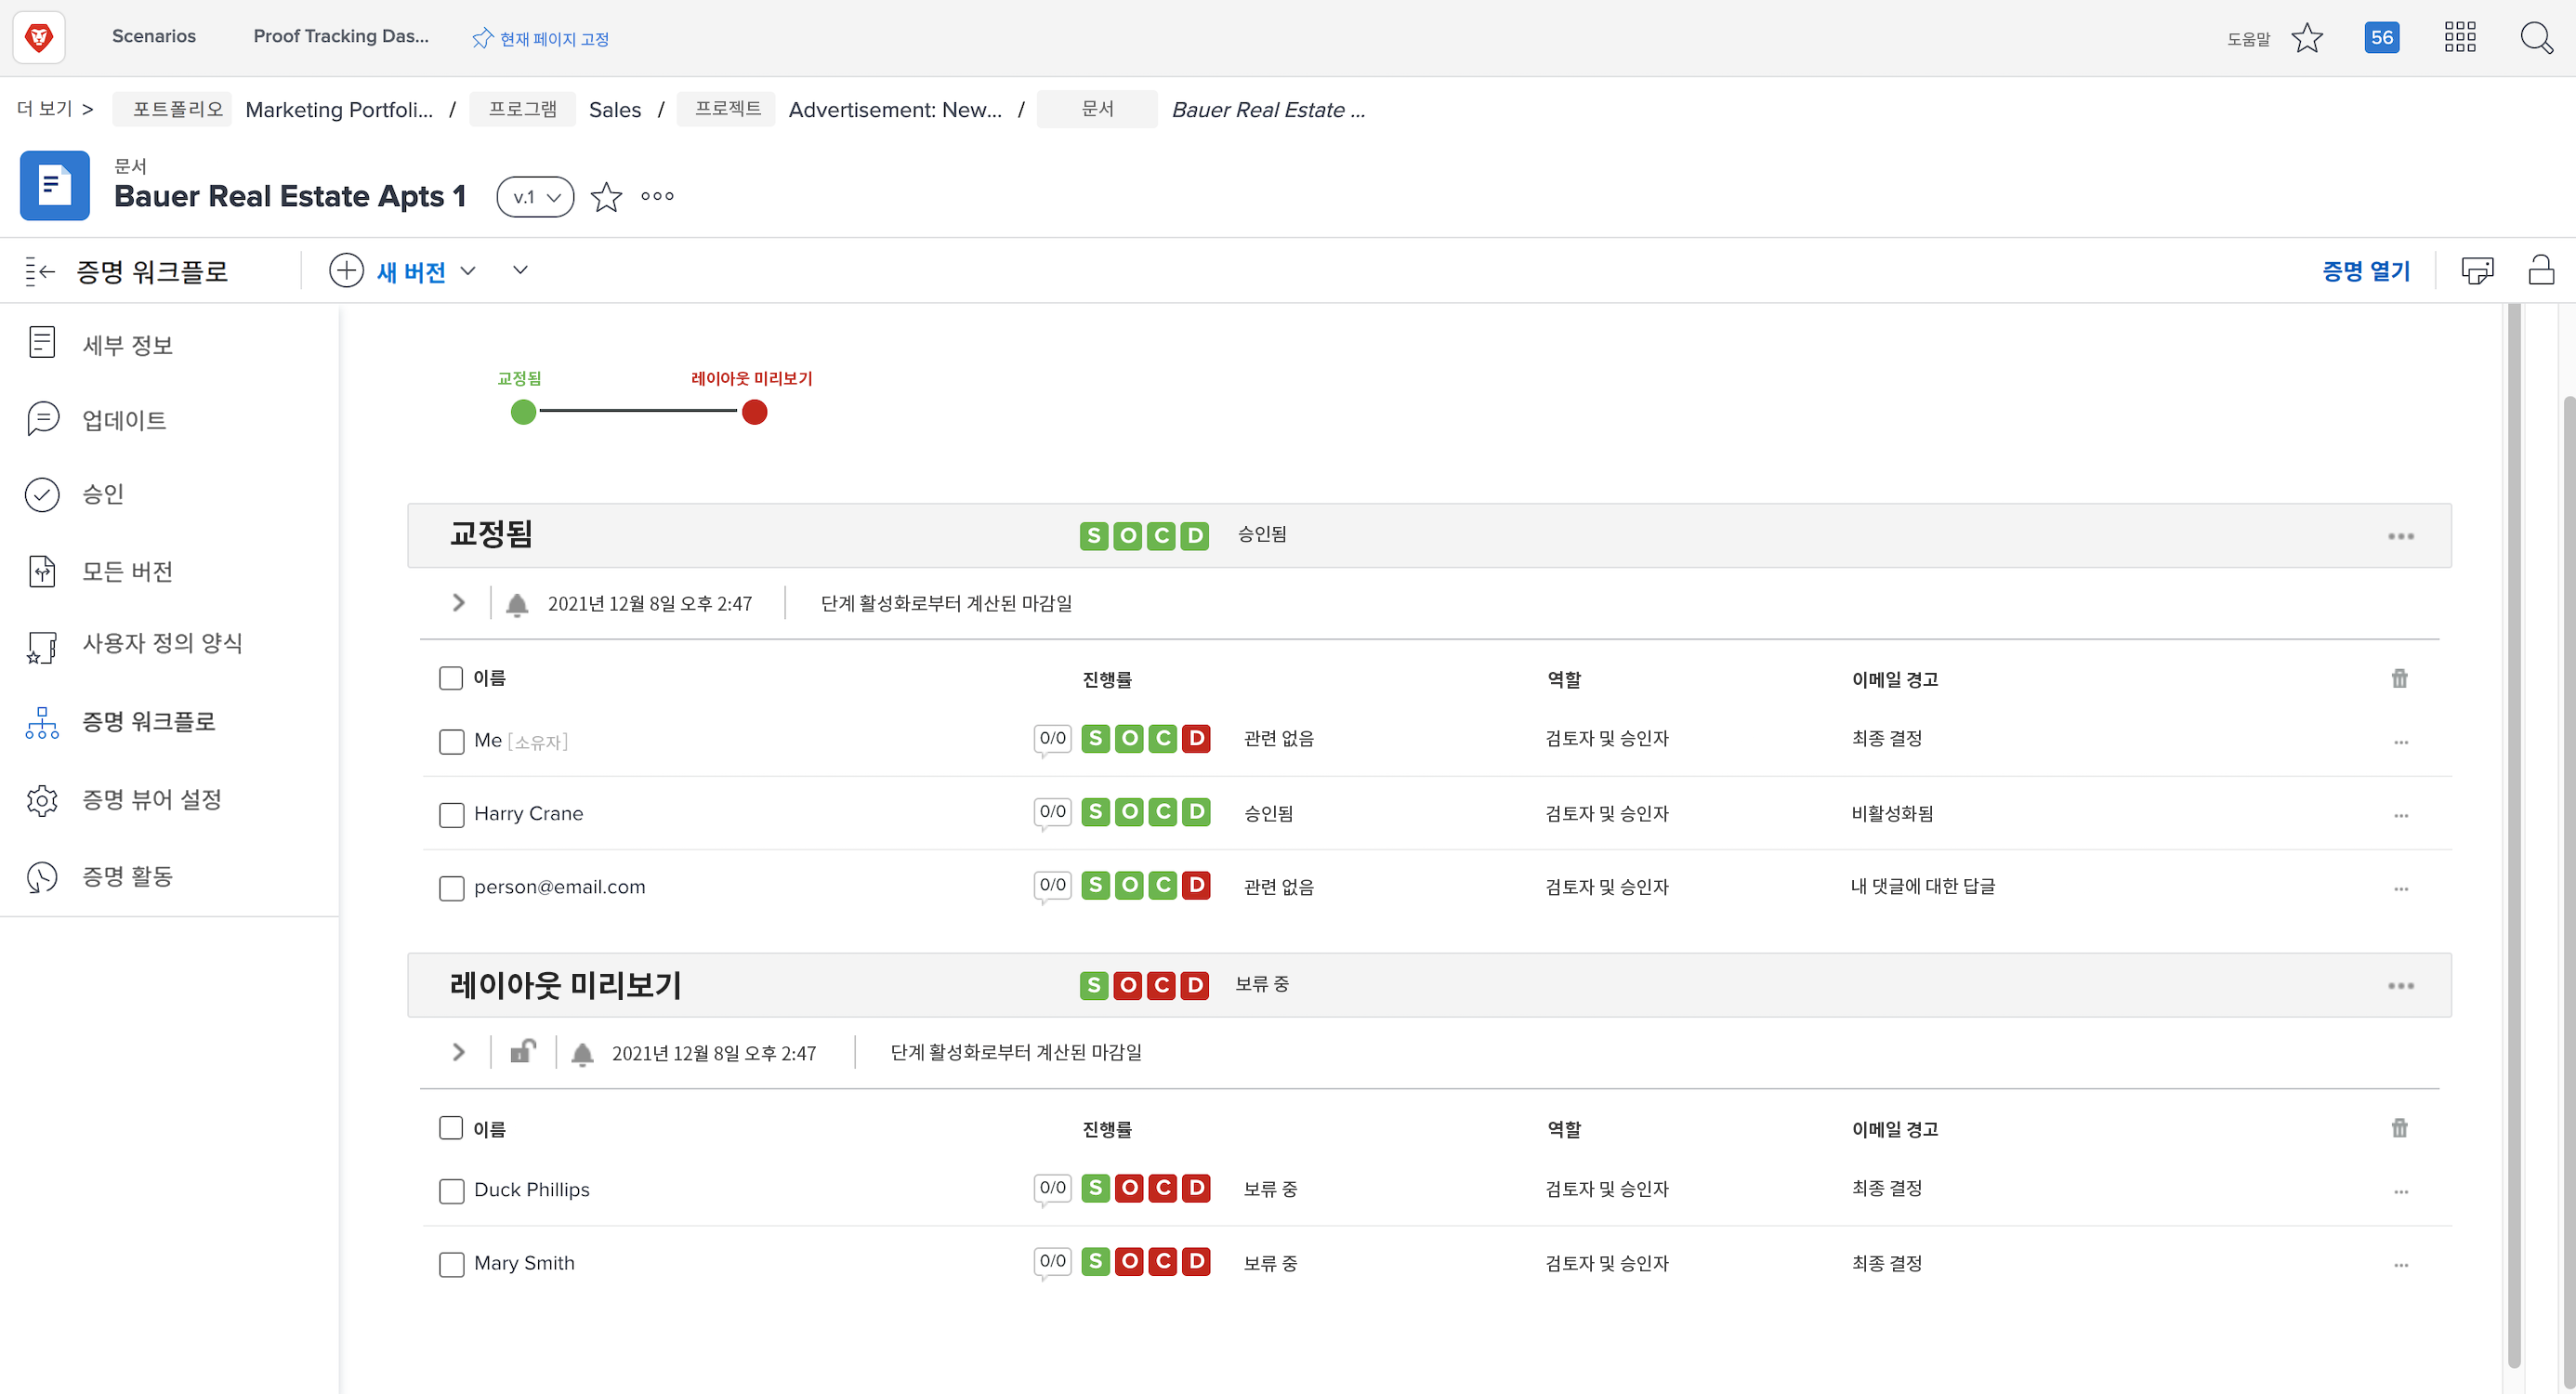 Scenarios Proof Tracking Das... 현재 페이지 고정 도움말 56
더 보기 > 포트폴리오 Marketing Portfoli... / 프로그램 Sales / 프로젝트 Advertisement: New... / 문서 Bauer Real Estate ...
문서
Bauer Real Estate Apts 1 v.1
증명 워크플로 새 버전 증명 열기
세부 정보
업데이트
승인
모든 버전
사용자 정의 양식
증명 워크플로
증명 뷰어 설정
증명 활동
교정됨 레이아웃 미리보기
교정됨 S O C D 승인됨
2021년 12월 8일 오후 2:47 단계 활성화로부터 계산된 마감일
이름 진행률 역할 이메일 경고
Me [소유자] 0/0 S O C D 관련 없음 검토자 및 승인자 최종 결정
Harry Crane 0/0 S O C D 승인됨 검토자 및 승인자 비활성화됨
person@email.com 0/0 S O C D 관련 없음 검토자 및 승인자 내 댓글에 대한 답글
레이아웃 미리보기 S O C D 보류 중
2021년 12월 8일 오후 2:47 단계 활성화로부터 계산된 마감일
이름 진행률 역할 이메일 경고
Duck Phillips 0/0 S O C D 보류 중 검토자 및 승인자 최종 결정
Mary Smith 0/0 S O C D 보류 중 검토자 및 승인자 최종 결정